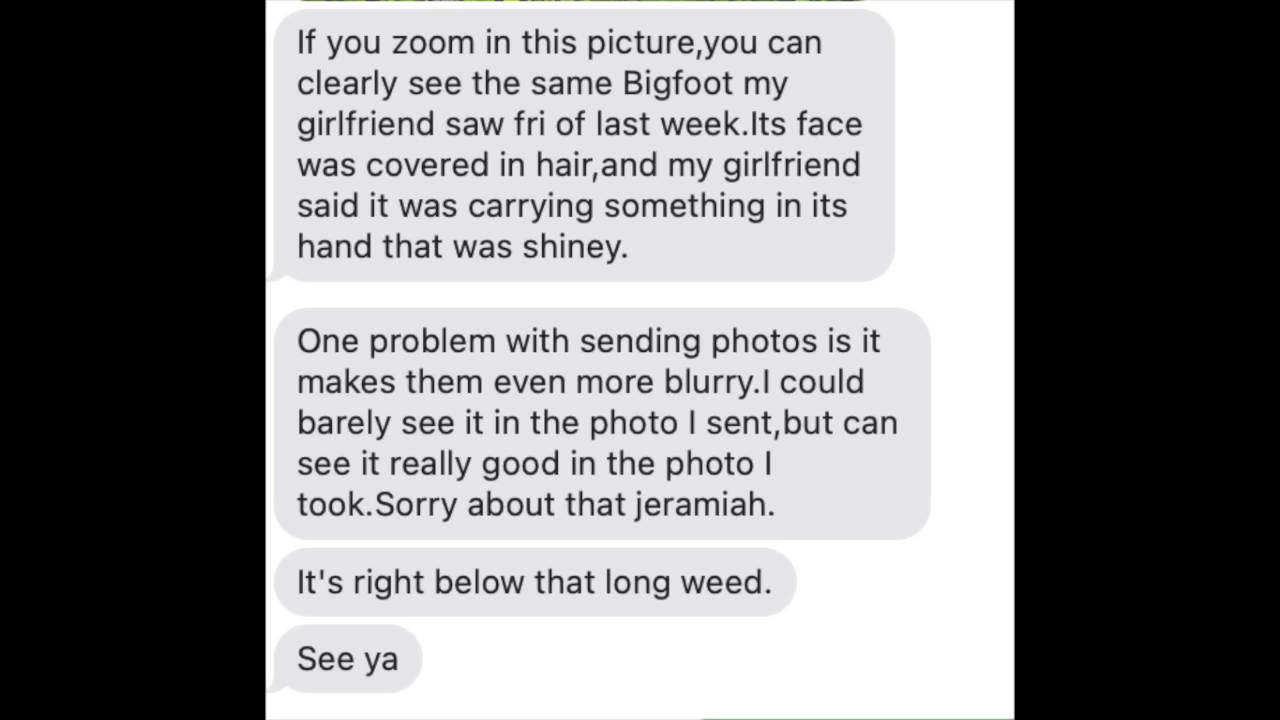 If you zoom in this picture,you can
clearly see the same Bigfoot my
girlfriend saw fri of last week.Its face
was covered in hair,and my girlfriend
said it was carrying something in its
hand that was shiney.
One problem with sending photos is it
makes them even more blurry.I could
barely see it in the photo I sent,but can
see it really good in the photo I
took.Sorry about that jeramiah.
It's right below that long weed.
See ya